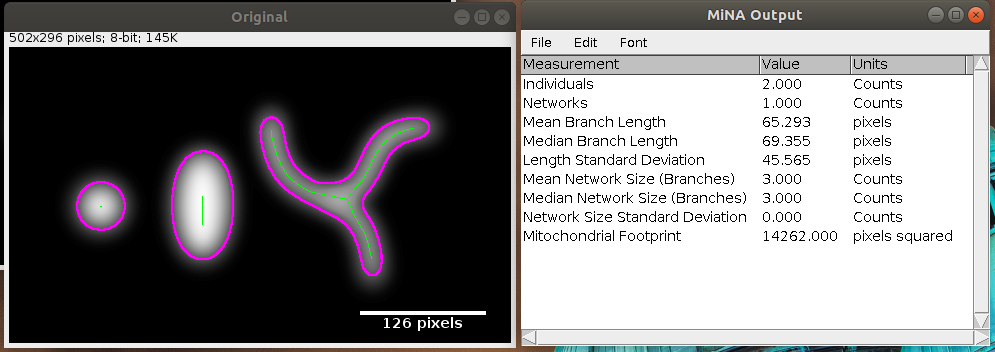 Original
502x296 pixels; 8-bit; 145K
126 pixels
MiNA Output
File Edit Font
Measurement Value Units
Individuals 2.000 Counts
Networks 1.000 Counts
Mean Branch Length 65.293 pixels
Median Branch Length 69.355 pixels
Length Standard Deviation 45.565 pixels
Mean Network Size (Branches) 3.000 Counts
Median Network Size (Branches) 3.000 Counts
Network Size Standard Deviation 0.000 Counts
Mitochondrial Footprint 14262.000 pixels squared